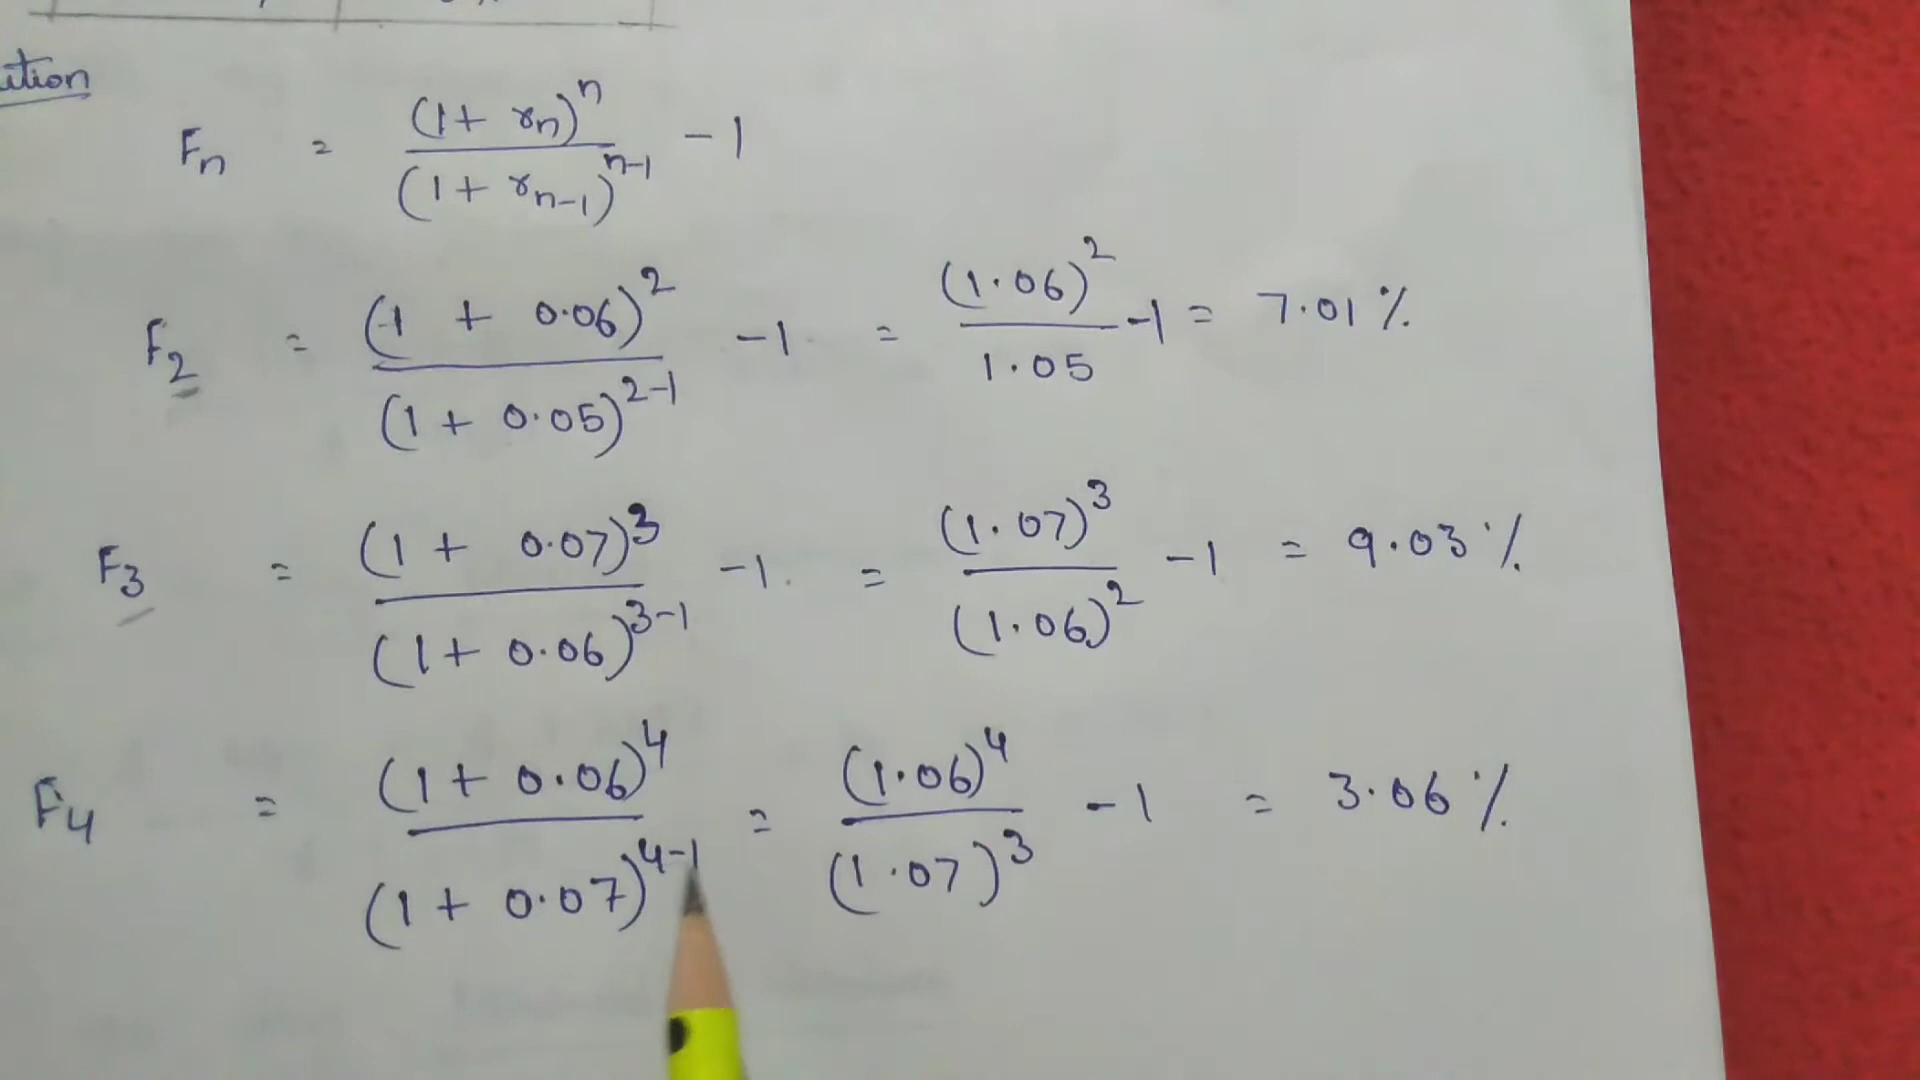 Fn = (1 + rn)^n / (1 + rn-1)^n-1 - 1
F2 = (1 + 0.06)^2 / (1 + 0.05)^2-1 - 1 = (1.06)^2 / 1.05 - 1 = 7.01 %
F3 = (1 + 0.07)^3 / (1 + 0.06)^3-1 - 1 = (1.07)^3 / (1.06)^2 - 1 = 9.03 %
F4 = (1 + 0.06)^4 / (1 + 0.07)^4-1 = (1.06)^4 / (1.07)^3 - 1 = 3.06 %